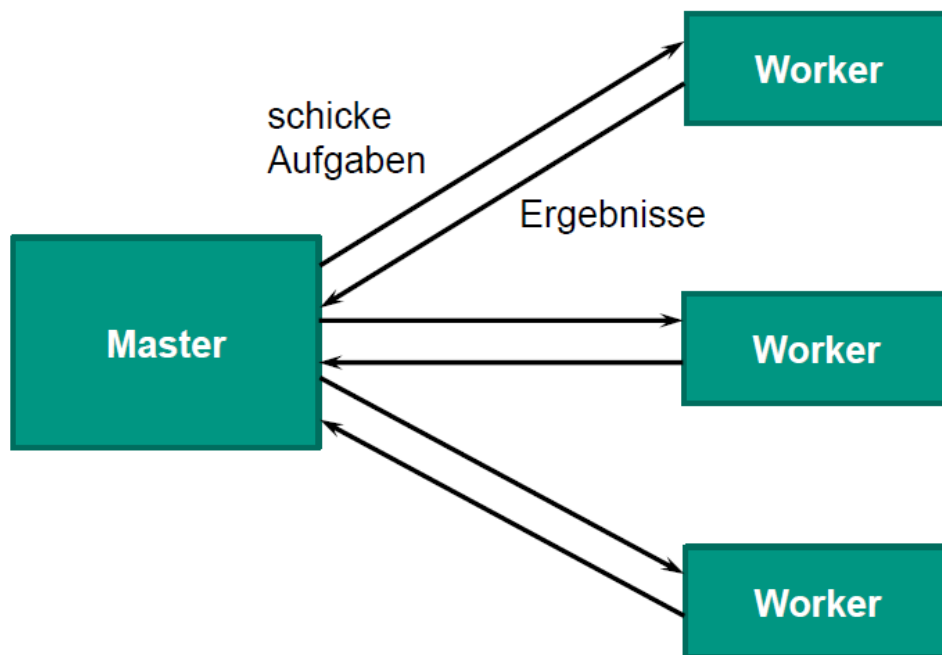 Worker
schicke
Aufgaben
Ergebnisse
Master
Worker
Worker